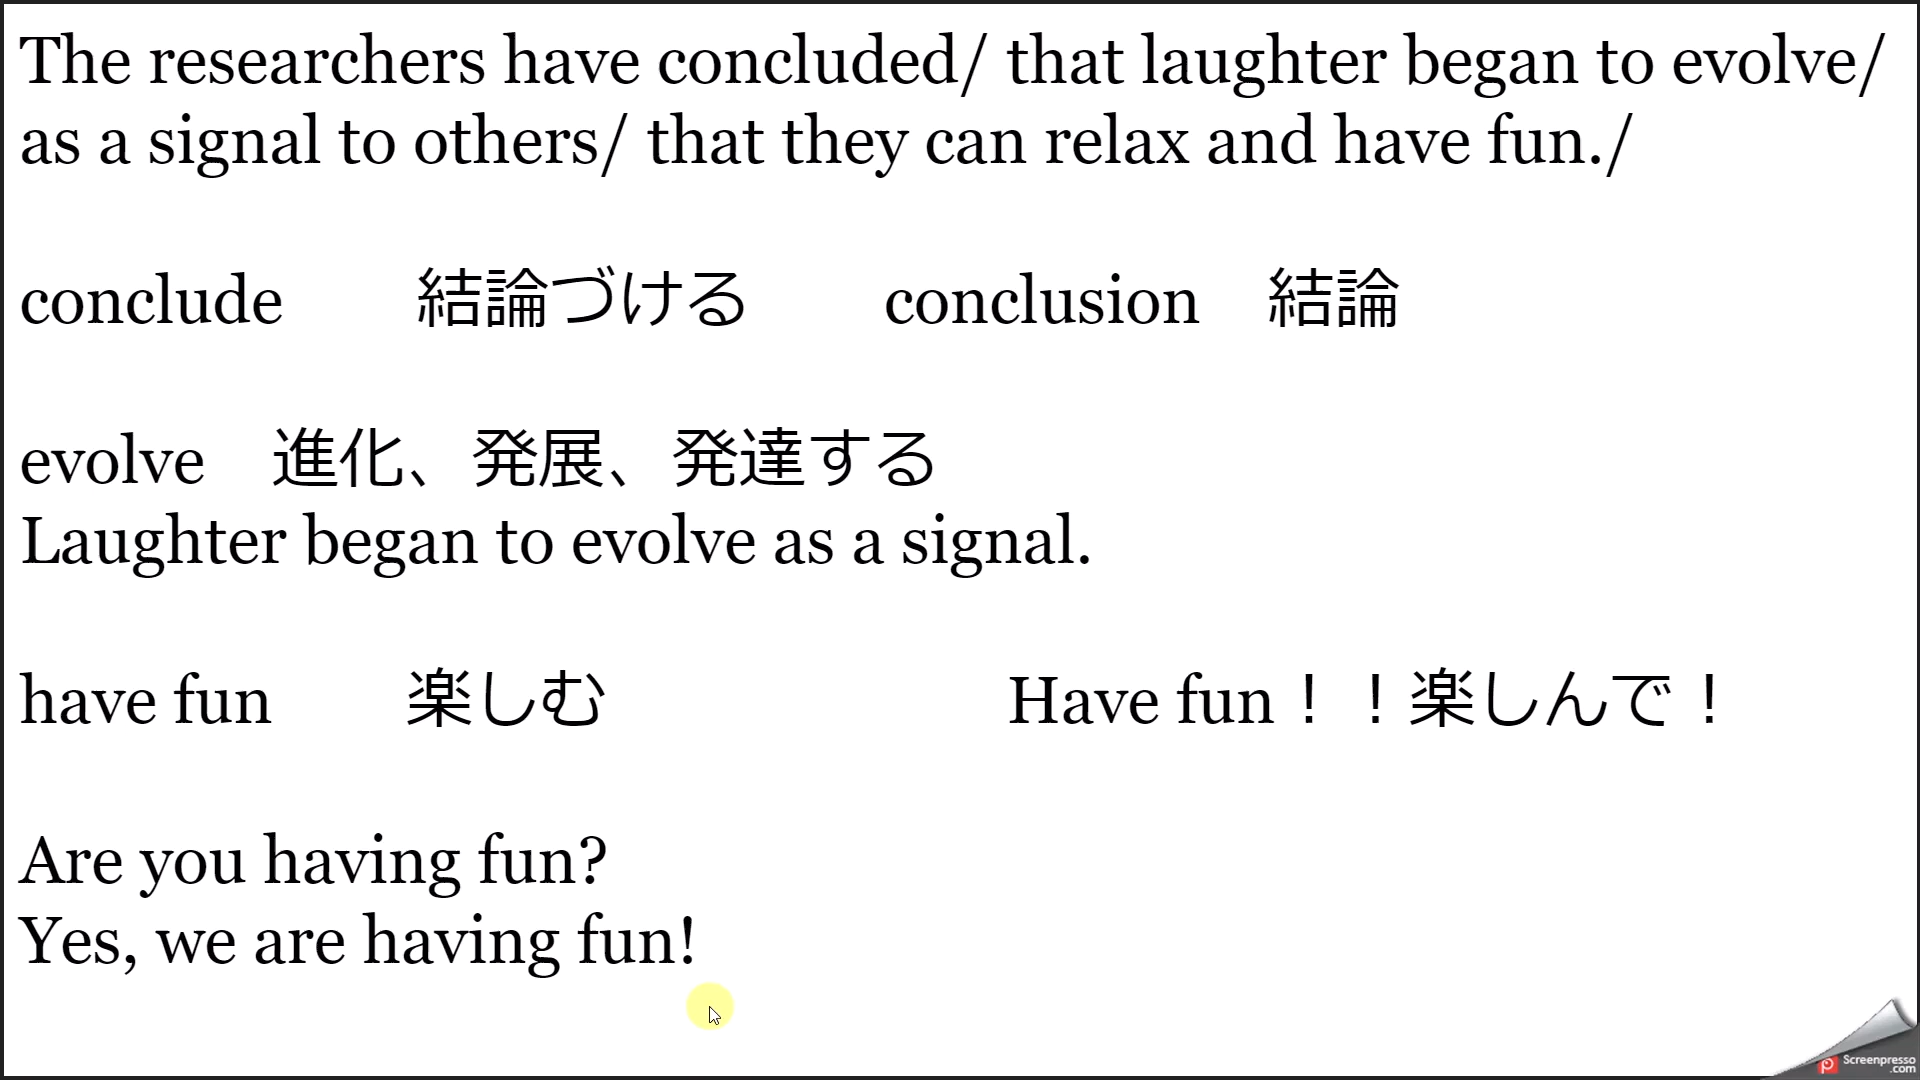 The researchers have concluded/ that laughter began to evolve/
as a signal to others/ that they can relax and have fun./
conclude　　結論づける　　conclusion　結論
evolve　進化、発展、発達する
Laughter began to evolve as a signal.
have fun　　楽しむ　　　　　　Have fun！！楽しんで！
Are you having fun?
Yes, we are having fun!
Screenpresso
.com